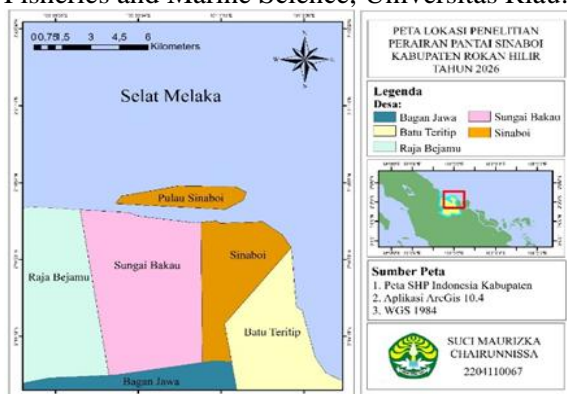 Fisheries and Marine Science, Universitas Riau.
0 0.75 1.5 3 4,5 6
Kilometers
Selat Melaka
Pulau Sinaboi
Raja Bejamu
Sungai Bakau
Sinaboi
Batu Teritip
Bagan Jawa
PETA LOKASI PENELITIAN
PERAIRAN PANTAI SINABOI
KABUPATEN ROKAN HILIR
TAHUN 2026
Legenda
Desa:
Bagan Jawa
Sungai Bakau
Batu Teritip
Sinaboi
Raja Bejamu
Sumber Peta
1. Peta SHP Indonesia Kabupaten
2. Aplikasi ArcGis 10.4
3. WGS 1984
SUCI MAURIZKA
CHAIRUNNISSA
2204110067